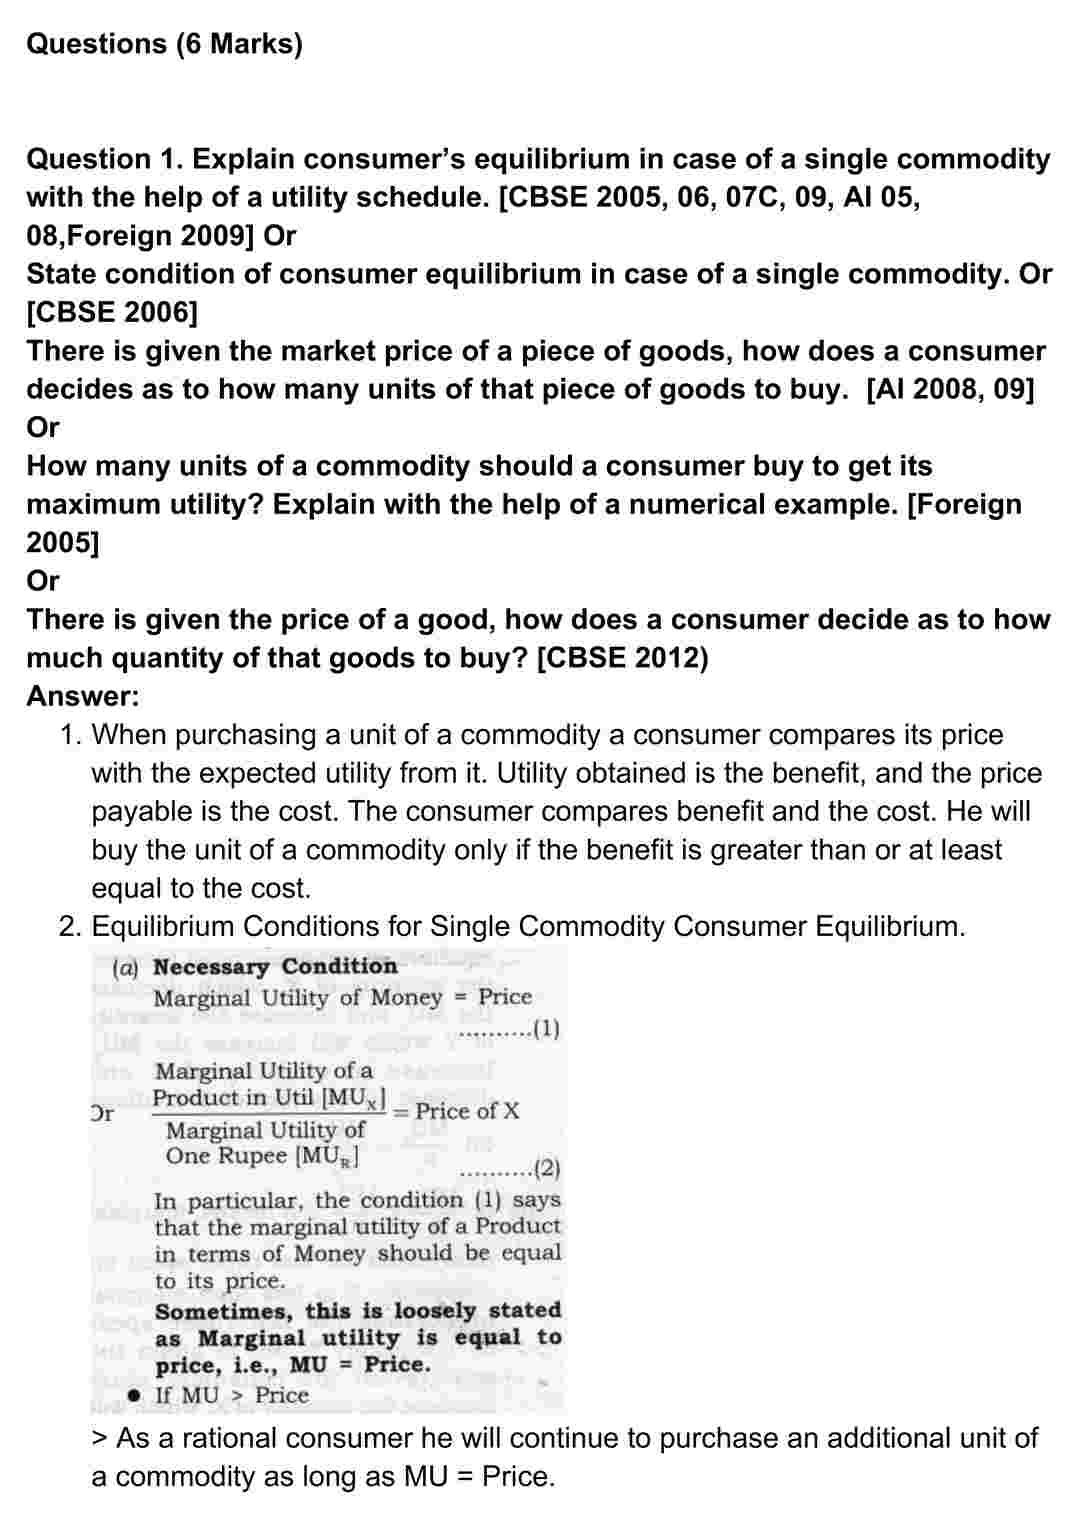 Questions (6 Marks)
Question 1. Explain consumer’s equilibrium in case of a single commodity
with the help of a utility schedule. [CBSE 2005, 06, 07C, 09, AI 05,
08,Foreign 2009] Or
State condition of consumer equilibrium in case of a single commodity. Or
[CBSE 2006]
There is given the market price of a piece of goods, how does a consumer
decides as to how many units of that piece of goods to buy.  [AI 2008, 09]
Or
How many units of a commodity should a consumer buy to get its
maximum utility? Explain with the help of a numerical example. [Foreign
2005]
Or
There is given the price of a good, how does a consumer decide as to how
much quantity of that goods to buy? [CBSE 2012)
Answer:
1. When purchasing a unit of a commodity a consumer compares its price
with the expected utility from it. Utility obtained is the benefit, and the price
payable is the cost. The consumer compares benefit and the cost. He will
buy the unit of a commodity only if the benefit is greater than or at least
equal to the cost.
2. Equilibrium Conditions for Single Commodity Consumer Equilibrium.
(a) Necessary Condition
Marginal Utility of Money = Price
..........(1)
Marginal Utility of a
Product in Util [MUX]
Or
= Price of X
Marginal Utility of
One Rupee [MUR]
..........(2)
In particular, the condition (1) says
that the marginal utility of a Product
in terms of Money should be equal
to its price.
Sometimes, this is loosely stated
as Marginal utility is equal to
price, i.e., MU = Price.
● If MU > Price
> As a rational consumer he will continue to purchase an additional unit of
a commodity as long as MU = Price.